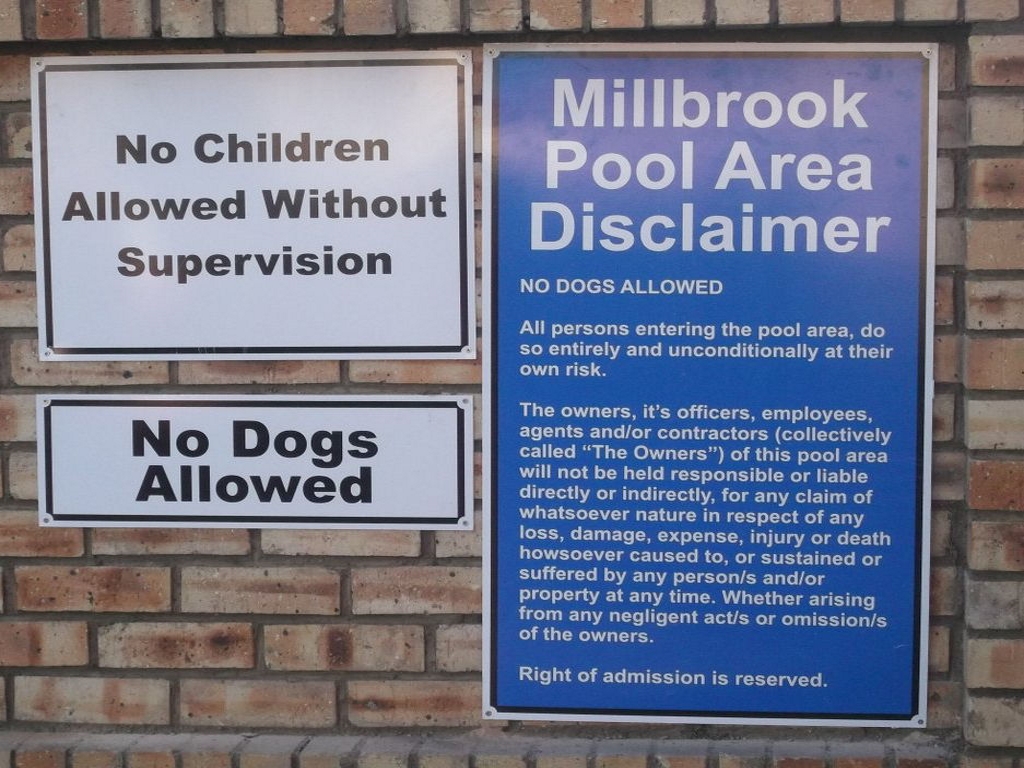 No Children
Allowed Without
Supervision
No Dogs
Allowed
Millbrook
Pool Area
Disclaimer
NO DOGS ALLOWED
All persons entering the pool area, do
so entirely and unconditionally at their
own risk.
The owners, it's officers, employees,
agents and/or contractors (collectively
called “The Owners”) of this pool area
will not be held responsible or liable
directly or indirectly, for any claim of
whatsoever nature in respect of any
loss, damage, expense, injury or death
howsoever caused to, or sustained or
suffered by any person/s and/or
property at any time. Whether arising
from any negligent act/s or omission/s
of the owners.
Right of admission is reserved.